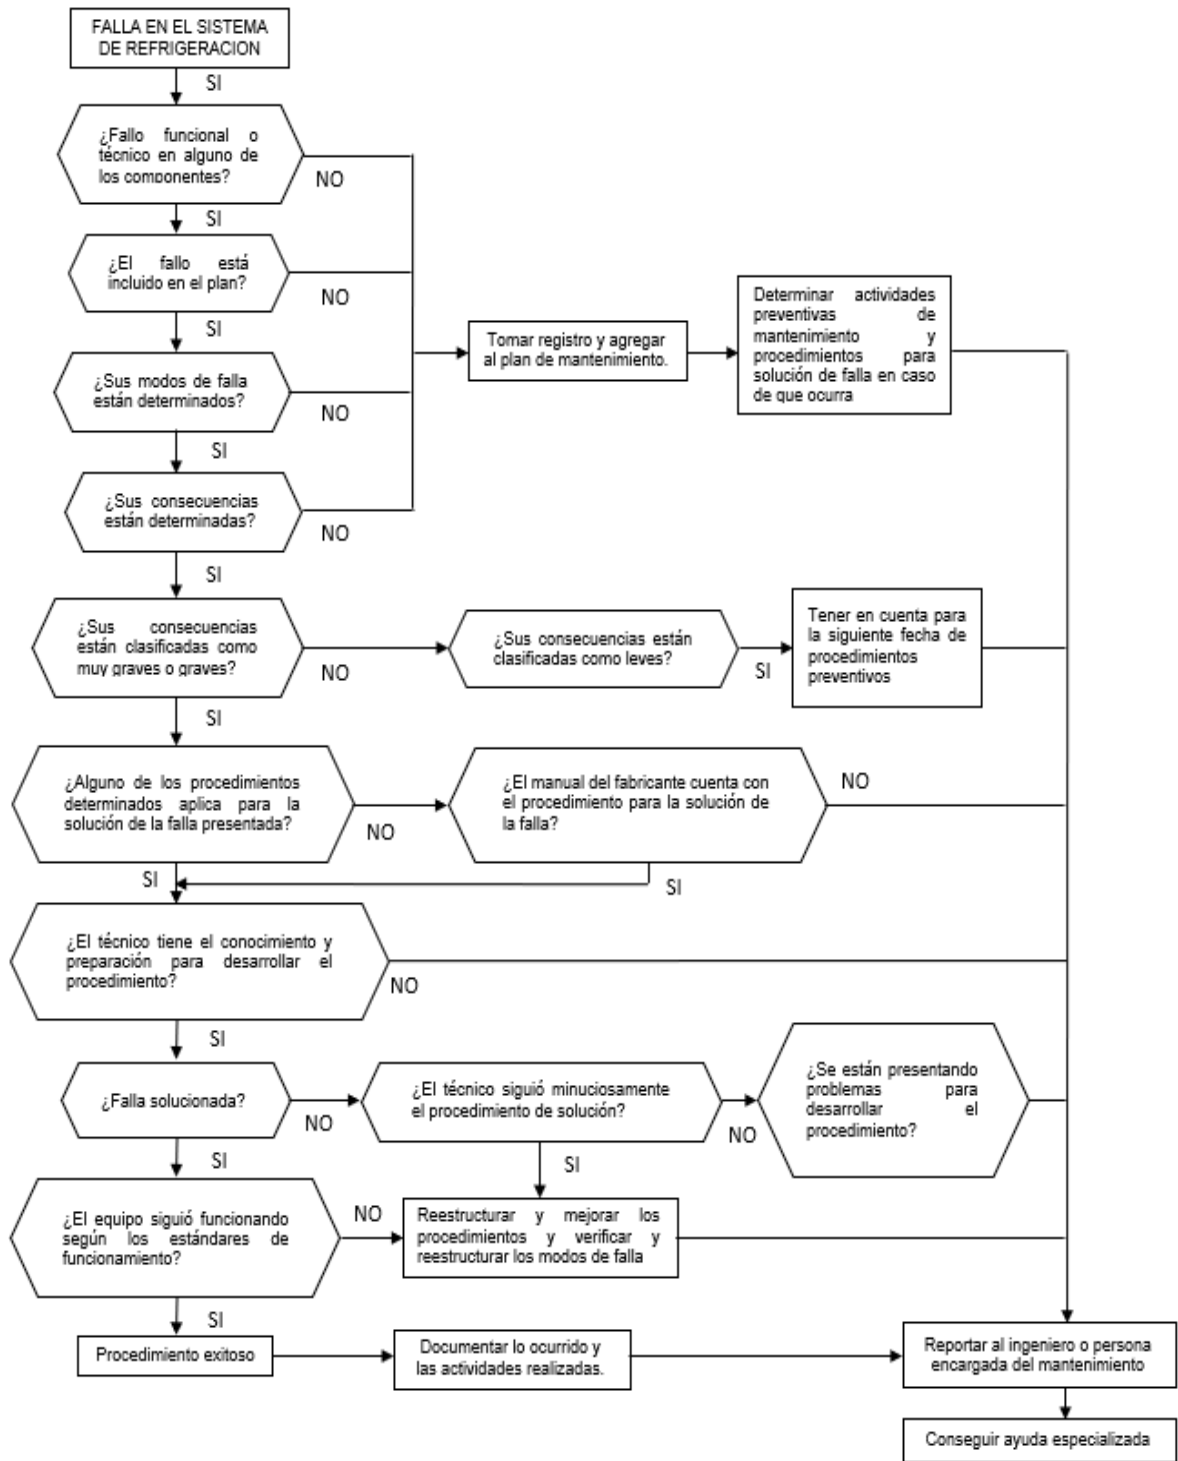 FALLA EN EL SISTEMA
DE REFRIGERACION
SI
¿Fallo funcional o
técnico en alguno de
los componentes?
NO
SI
¿El fallo está
incluido en el plan?
NO
SI
¿Sus modos de falla
están determinados?
NO
SI
¿Sus consecuencias
están determinadas?
NO
SI
Tomar registro y agregar
al plan de mantenimiento.
Determinar actividades
preventivas de
mantenimiento y
procedimientos para
solución de falla en caso
de que ocurra
¿Sus consecuencias
están clasificadas como
muy graves o graves?
NO
SI
¿Sus consecuencias están
clasificadas como leves?
SI
Tener en cuenta para
la siguiente fecha de
procedimientos
preventivos
¿Alguno de los procedimientos
determinados aplica para la
solución de la falla presentada?
NO
SI
¿El manual del fabricante cuenta con
el procedimiento para la solución de
la falla?
NO
SI
¿El técnico tiene el conocimiento y
preparación para desarrollar el
procedimiento?
NO
SI
¿Falla solucionada?
NO
SI
¿El técnico siguió minuciosamente
el procedimiento de solución?
NO
SI
¿Se están presentando
problemas para
desarrollar el
procedimiento?
¿El equipo siguió funcionando
según los estándares de
funcionamiento?
NO
SI
Reestructurar y mejorar los
procedimientos y verificar y
reestructurar los modos de falla
Procedimiento exitoso
Documentar lo ocurrido y
las actividades realizadas.
Reportar al ingeniero o persona
encargada del mantenimiento
Conseguir ayuda especializada